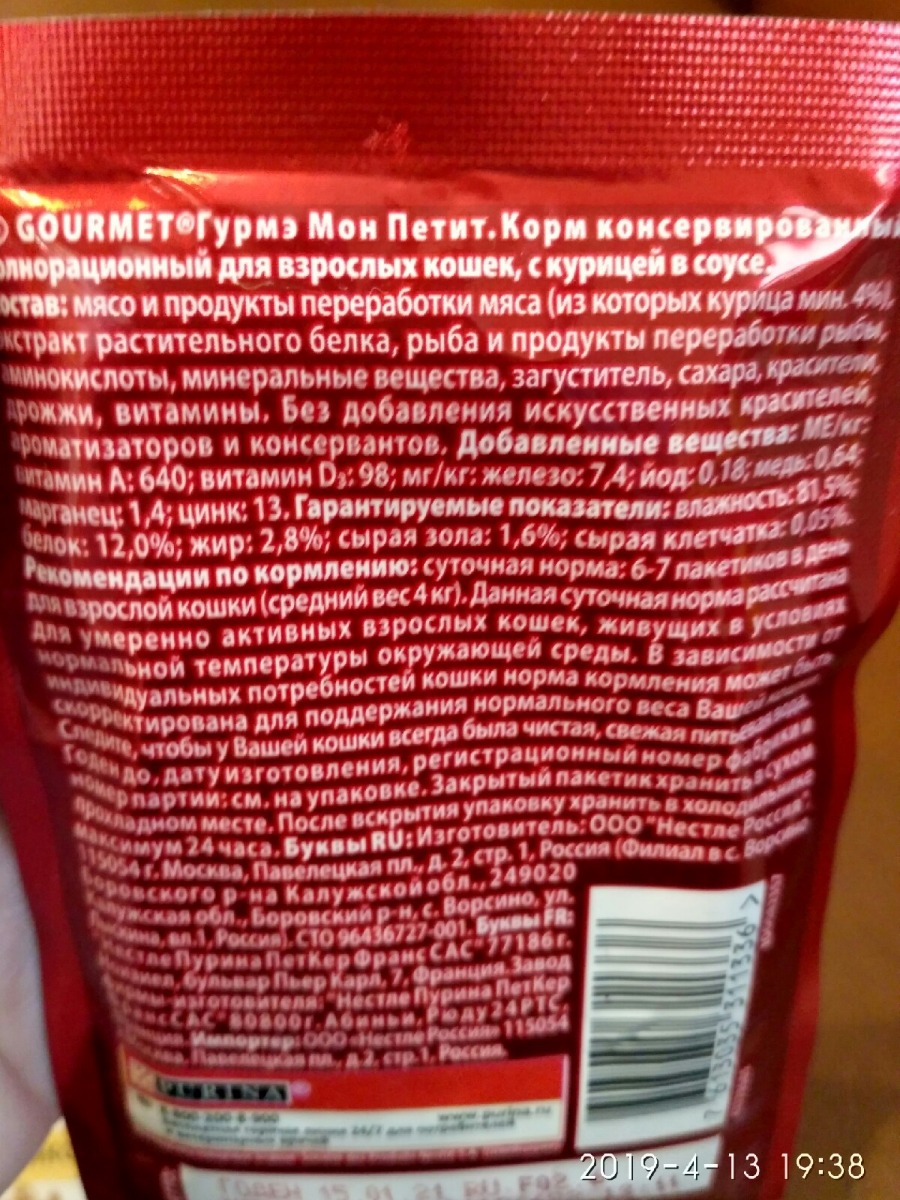 GOURMET®Гурмэ Мон Петит. Корм консервированный
олнорационный для взрослых кошек, с курицей в соусе.
остав: мясо и продукты переработки мяса (из которых курица мин. 4%),
кстракт растительного белка, рыба и продукты переработки рыбы,
минокислоты, минеральные вещества, загуститель, сахара, красители,
дрожжи, витамины. Без добавления искусственных красителей,
ароматизаторов и консервантов. Добавленные вещества: МЕ/кг:
витамин А: 640; витамин D3: 98; мг/кг: железо: 7,4; йод: 0,18; медь: 0,64;
марганец: 1,4; цинк: 13. Гарантируемые показатели: влажность: 81,5%;
белок: 12,0%; жир: 2,8%; сырая зола: 1,6%; сырая клетчатка: 0,05%.
Рекомендации по кормлению: суточная норма: 6-7 пакетиков в день
для взрослой кошки (средний вес 4 кг). Данная суточная норма рассчитана
для умеренно активных взрослых кошек, живущих в условиях
нормальной температуры окружающей среды. В зависимости от
индивидуальных потребностей кошки норма кормления может быть
скорректирована для поддержания нормального веса Вашей
Следите, чтобы у Вашей кошки всегда была чистая, свежая питьевая
Годен до, дату изготовления, регистрационный номер фабрики и
номер партии: см. на упаковке. Закрытый пакетик хранить в сухом
прохладном месте. После вскрытия упаковку хранить в холодильнике
максимум 24 часа. Буквы RU: Изготовитель: ООО "Нестле Россия".
115054 г. Москва, Павелецкая пл., д. 2, стр. 1, Россия (Филиал в с. Ворсино
Боровского р-на Калужской обл., 249020
Калужская обл., Боровский р-н, с. Ворсино, ул.
вл.1, Россия). СТО 96436727-001. Буквы FR:
Пурина ПетКер Франс САС" 77186 г.
бульвар Пьер Карл, 7, Франция. Завод
изготовителя: "Нестле Пурина ПетКер
САС" 80800 г. Абиньи, Рю ду 24 РТС,
Импортер: ООО «Нестле Россия» 115054
Павелецкая пл., д.2, стр.1, Россия.
7 613035 311336 >
PURINA
8-800-200-8-900
www.purina.ru
ГОДЕН 15 01 21 RU F02
2019-4-13 19:38